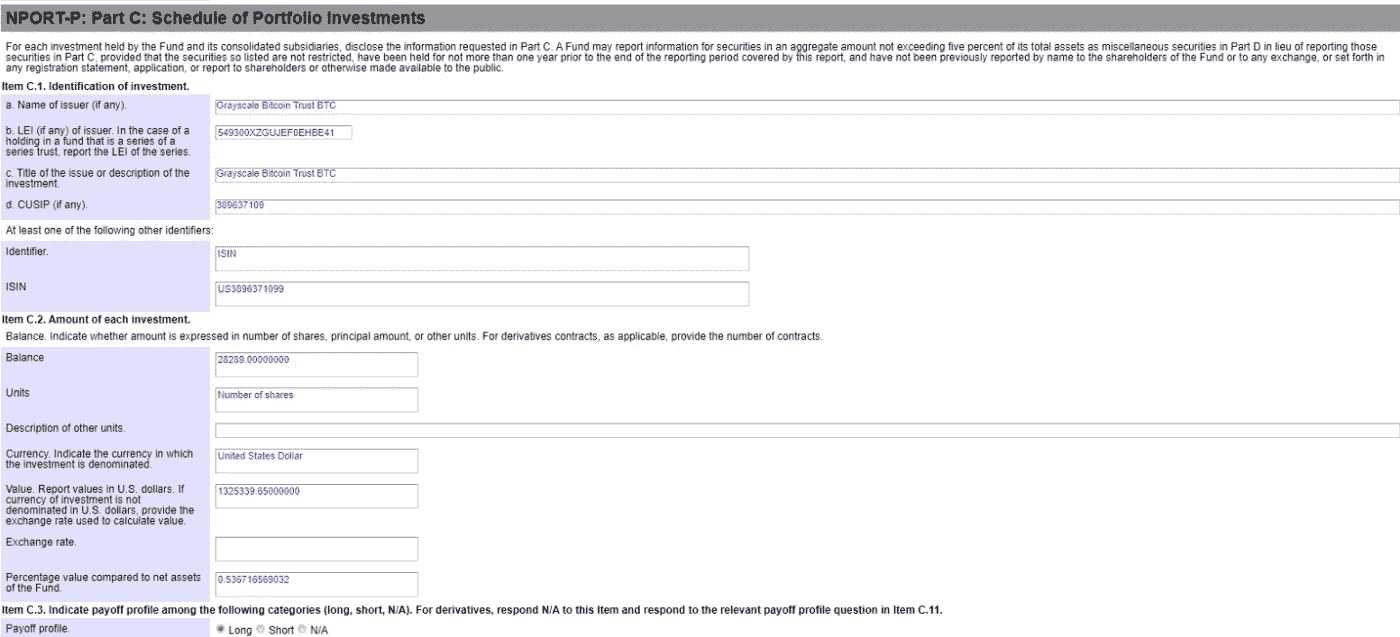 NPORT-P: Part C: Schedule of Portfolio Investments
For each investment held by the Fund and its consolidated subsidiaries, disclose the information requested in Part C. A Fund may report information for securities in an aggregate amount not exceeding five percent of its total assets as miscellaneous securities in Part D in lieu of reporting those
securities in Part C, provided that the securities so listed are not restricted, have been held for not more than one year prior to the end of the reporting period covered by this report, and have not been previously reported by name to the shareholders of the Fund or to any exchange, or set forth in
any registration statement, application, or report to shareholders or otherwise made available to the public.
Item C.1. Identification of investment.
a. Name of issuer (if any).
Grayscale Bitcoin Trust BTC
b. LEI (if any) of issuer. In the case of a
holding in a fund that is a series of a
series trust, report the LEI of the series.
549300XZGUJEF0EHBE41
c. Title of the issue or description of the
investment.
Grayscale Bitcoin Trust BTC
d. CUSIP (if any).
389637109
At least one of the following other identifiers:
Identifier.
ISIN
ISIN
US3896371099
Item C.2. Amount of each investment.
Balance. Indicate whether amount is expressed in number of shares, principal amount, or other units. For derivatives contracts, as applicable, provide the number of contracts.
Balance
28289.00000000
Units
Number of shares
Description of other units.
Currency. Indicate the currency in which
the investment is denominated.
United States Dollar
Value. Report values in U.S. dollars. If
currency of investment is not
denominated in U.S. dollars, provide the
exchange rate used to calculate value.
1325339.65000000
Exchange rate.
Percentage value compared to net assets
of the Fund.
0.536716569032
Item C.3. Indicate payoff profile among the following categories (long, short, N/A). For derivatives, respond N/A to this Item and respond to the relevant payoff profile question in Item C.11.
Payoff profile.
Long Short N/A